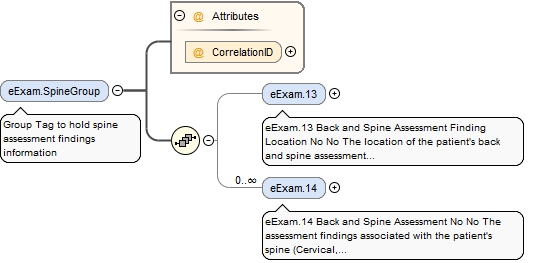 @ Attributes
@ CorrelationID
eExam.SpineGroup
Group Tag to hold spine
assessment findings
information
eExam.13
eExam.13 Back and Spine Assessment Finding
Location No No The location of the patient's back
and spine assessment...
0..∞
eExam.14
eExam.14 Back and Spine Assessment No No The
assessment findings associated with the patient's
spine (Cervical,...